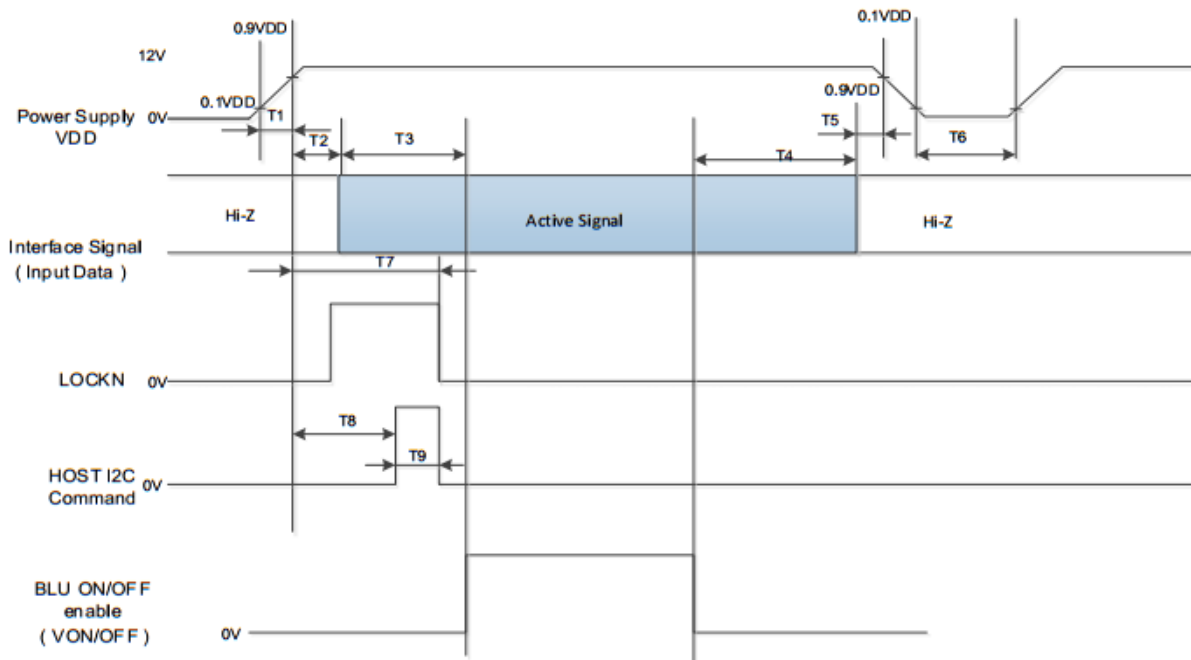 0.9VDD
0.1VDD
12V
0.1VDD
0.9VDD
Power Supply
VDD
0V
T1
T2
T3
T4
T5
T6
Hi-Z
Active Signal
Hi-Z
Interface Signal
( Input Data )
T7
LOCKN
0V
T8
T9
HOST I2C
Command
0V
BLU ON/OFF
enable
( VON/OFF )
0V